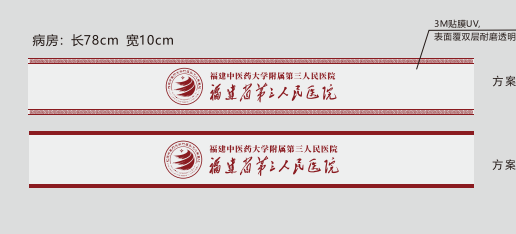 3M贴膜UV,
表面覆双层耐磨透明
病房：长78cm 宽10cm
福建中医药大学附属第三人民医院
福建省第三人民医院
方案
福建中医药大学附属第三人民医院
福建省第三人民医院
方案